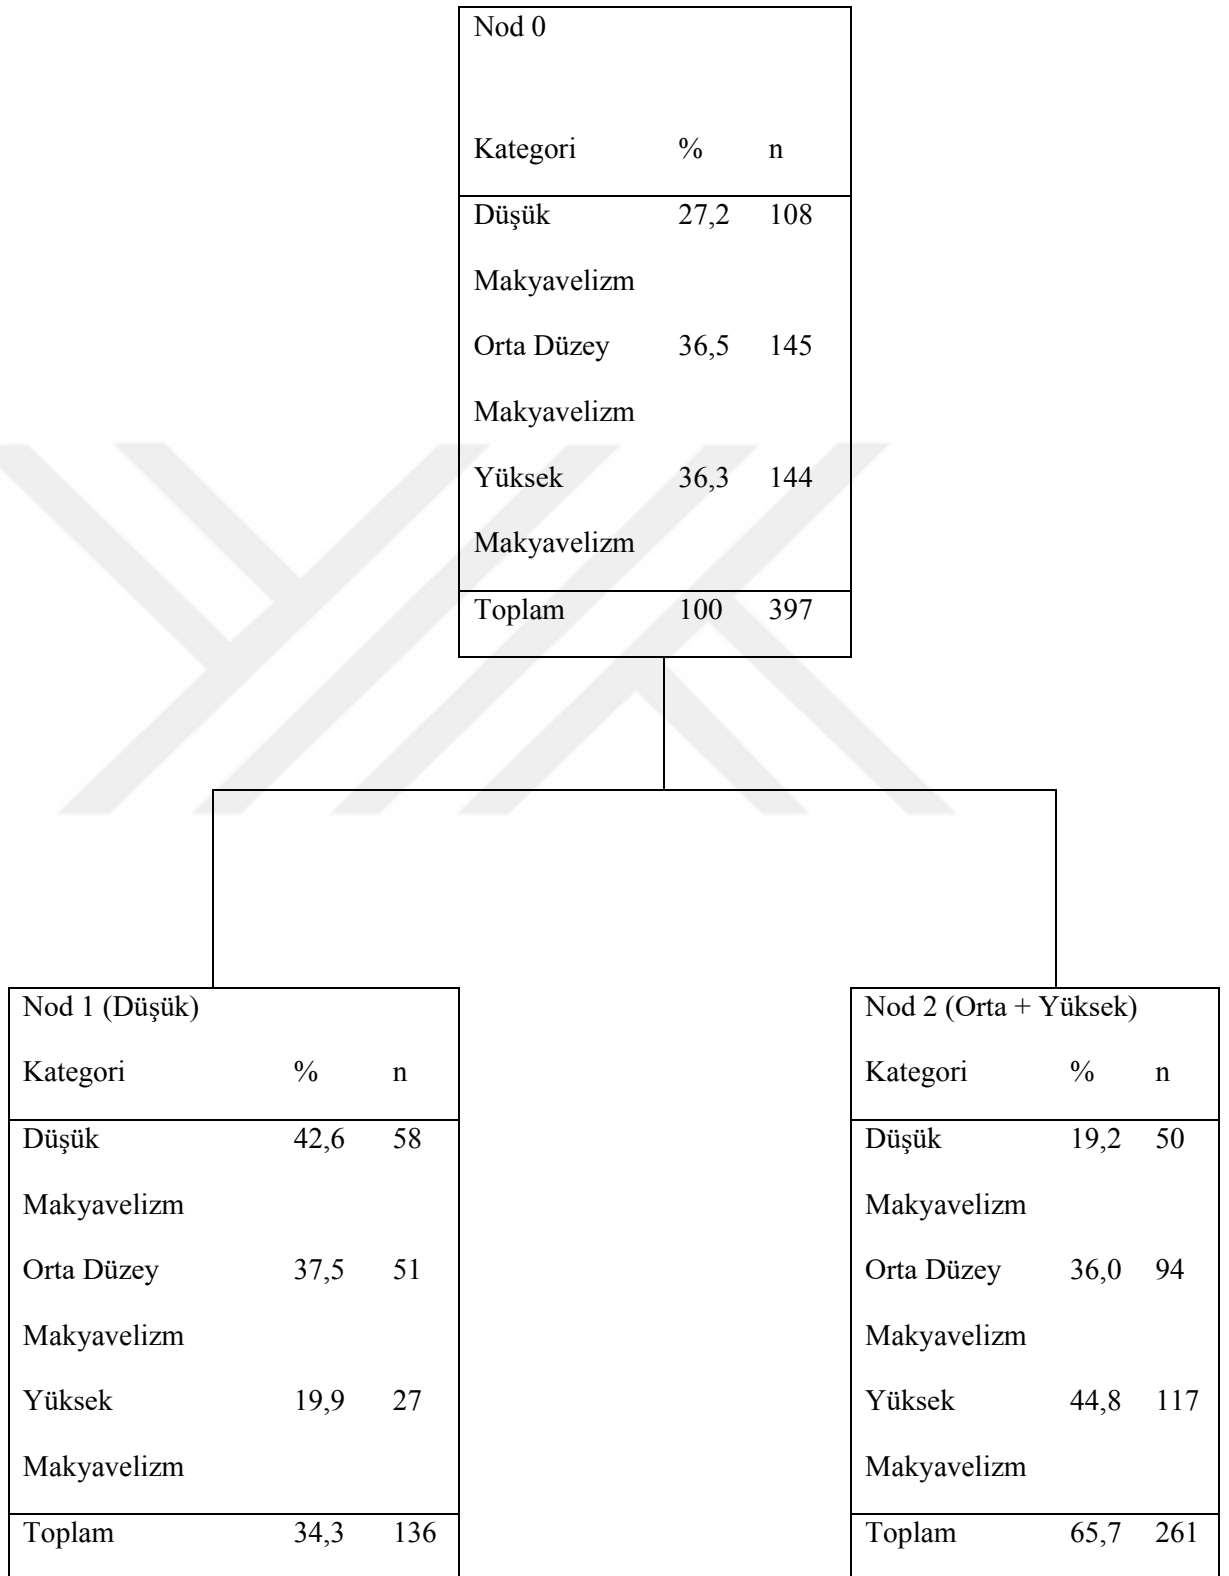 Nod 0
Kategori % n
Düşük 27,2 108
Makyavelizm
Orta Düzey 36,5 145
Makyavelizm
Yüksek 36,3 144
Makyavelizm
Toplam 100 397
Nod 1 (Düşük)
Kategori % n
Düşük 42,6 58
Makyavelizm
Orta Düzey 37,5 51
Makyavelizm
Yüksek 19,9 27
Makyavelizm
Toplam 34,3 136
Nod 2 (Orta + Yüksek)
Kategori % n
Düşük 19,2 50
Makyavelizm
Orta Düzey 36,0 94
Makyavelizm
Yüksek 44,8 117
Makyavelizm
Toplam 65,7 261